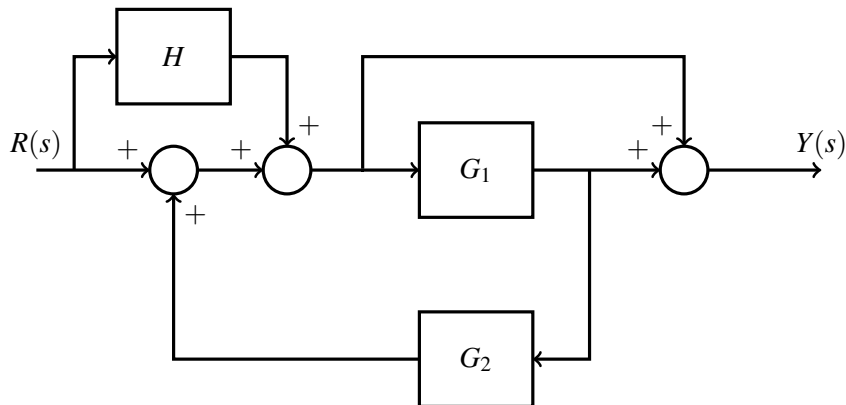 H
R(s)
+
+
+
+
+
+
G₁
Y(s)
G₂